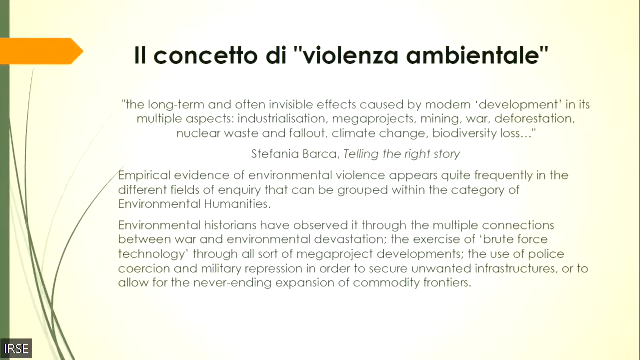 Il concetto di "violenza ambientale"
"the long-term and often invisible effects caused by modern ‘development’ in its
multiple aspects: industrialisation, megaprojects, mining, war, deforestation,
nuclear waste and fallout, climate change, biodiversity loss…"
Stefania Barca, Telling the right story
Empirical evidence of environmental violence appears quite frequently in the
different fields of enquiry that can be grouped within the category of
Environmental Humanities.
Environmental historians have observed it through the multiple connections
between war and environmental devastation; the exercise of ‘brute force
technology’ through all sort of megaproject developments; the use of police
coercion and military repression in order to secure unwanted infrastructures, or to
allow for the never-ending expansion of commodity frontiers.
IRSE